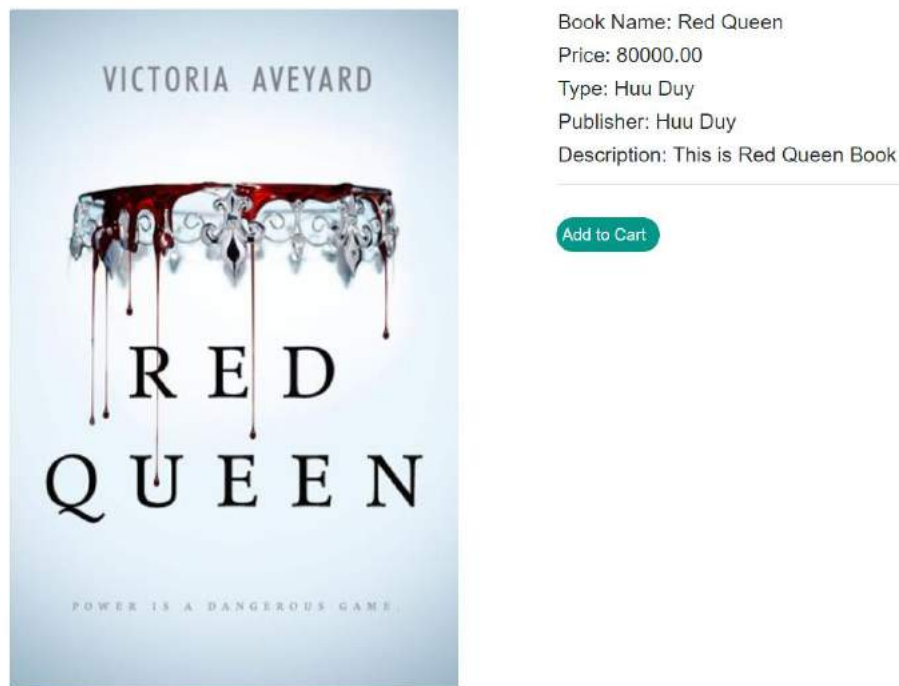 VICTORIA AVEYARD
RED
QUEEN
POWER IS A DANGEROUS GAME.
Book Name: Red Queen
Price: 80000.00
Type: Huu Duy
Publisher: Huu Duy
Description: This is Red Queen Book
Add to Cart